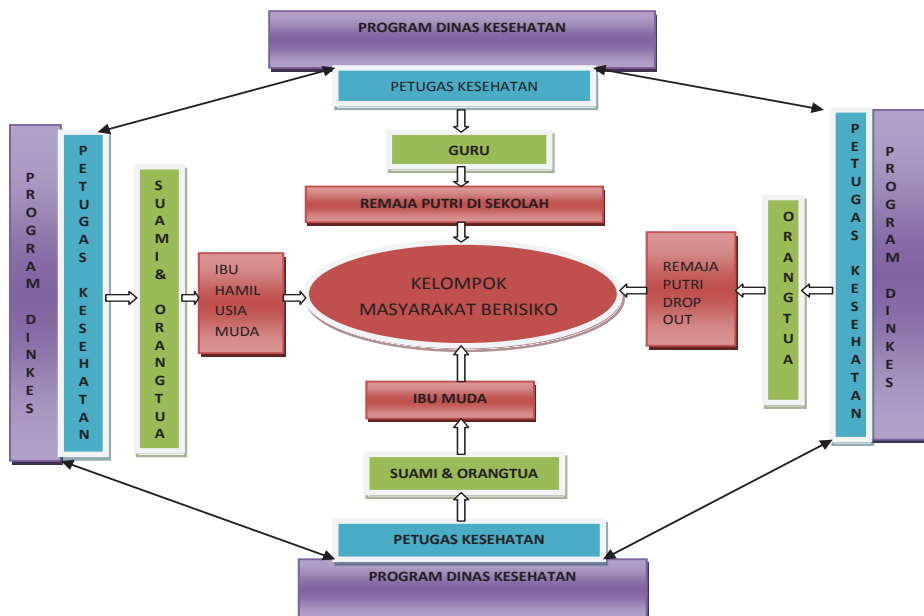 PROGRAM DINAS KESEHATAN
PETUGAS KESEHATAN
GURU
REMAJA PUTRI DI SEKOLAH
PROGRAM DINKES
PETUGAS KESEHATAN
SUAMI & ORANGTUA
IBU
HAMIL
USIA
MUDA
KELOMPOK
MASYARAKAT BERISIKO
REMAJA
PUTRI
DROP
OUT
ORANGTUA
PETUGAS KESEHATAN
PROGRAM DINKES
IBU MUDA
SUAMI & ORANGTUA
PETUGAS KESEHATAN
PROGRAM DINAS KESEHATAN